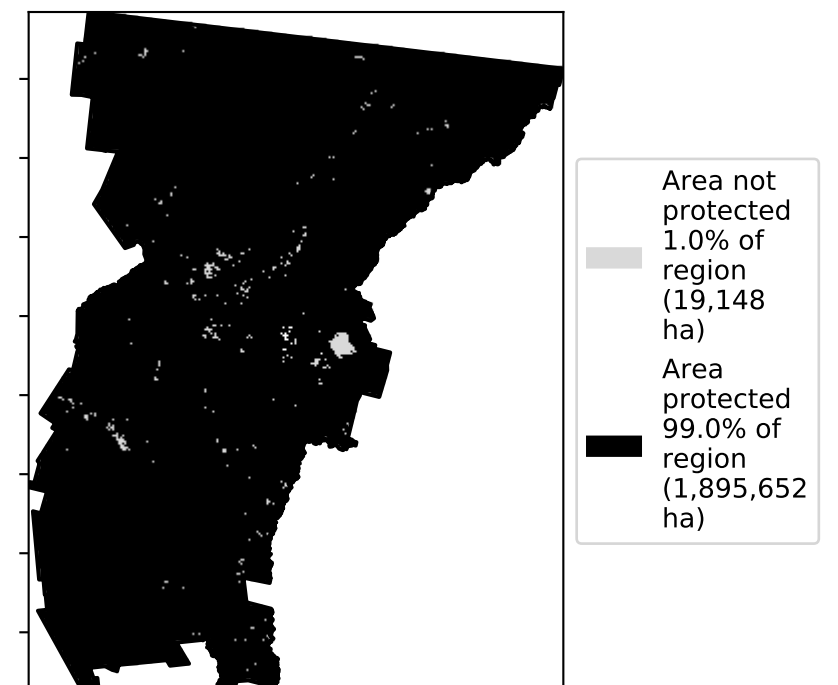 Area not
protected
1.0% of
region
(19,148
ha)
Area
protected
99.0% of
region
(1,895,652
ha)